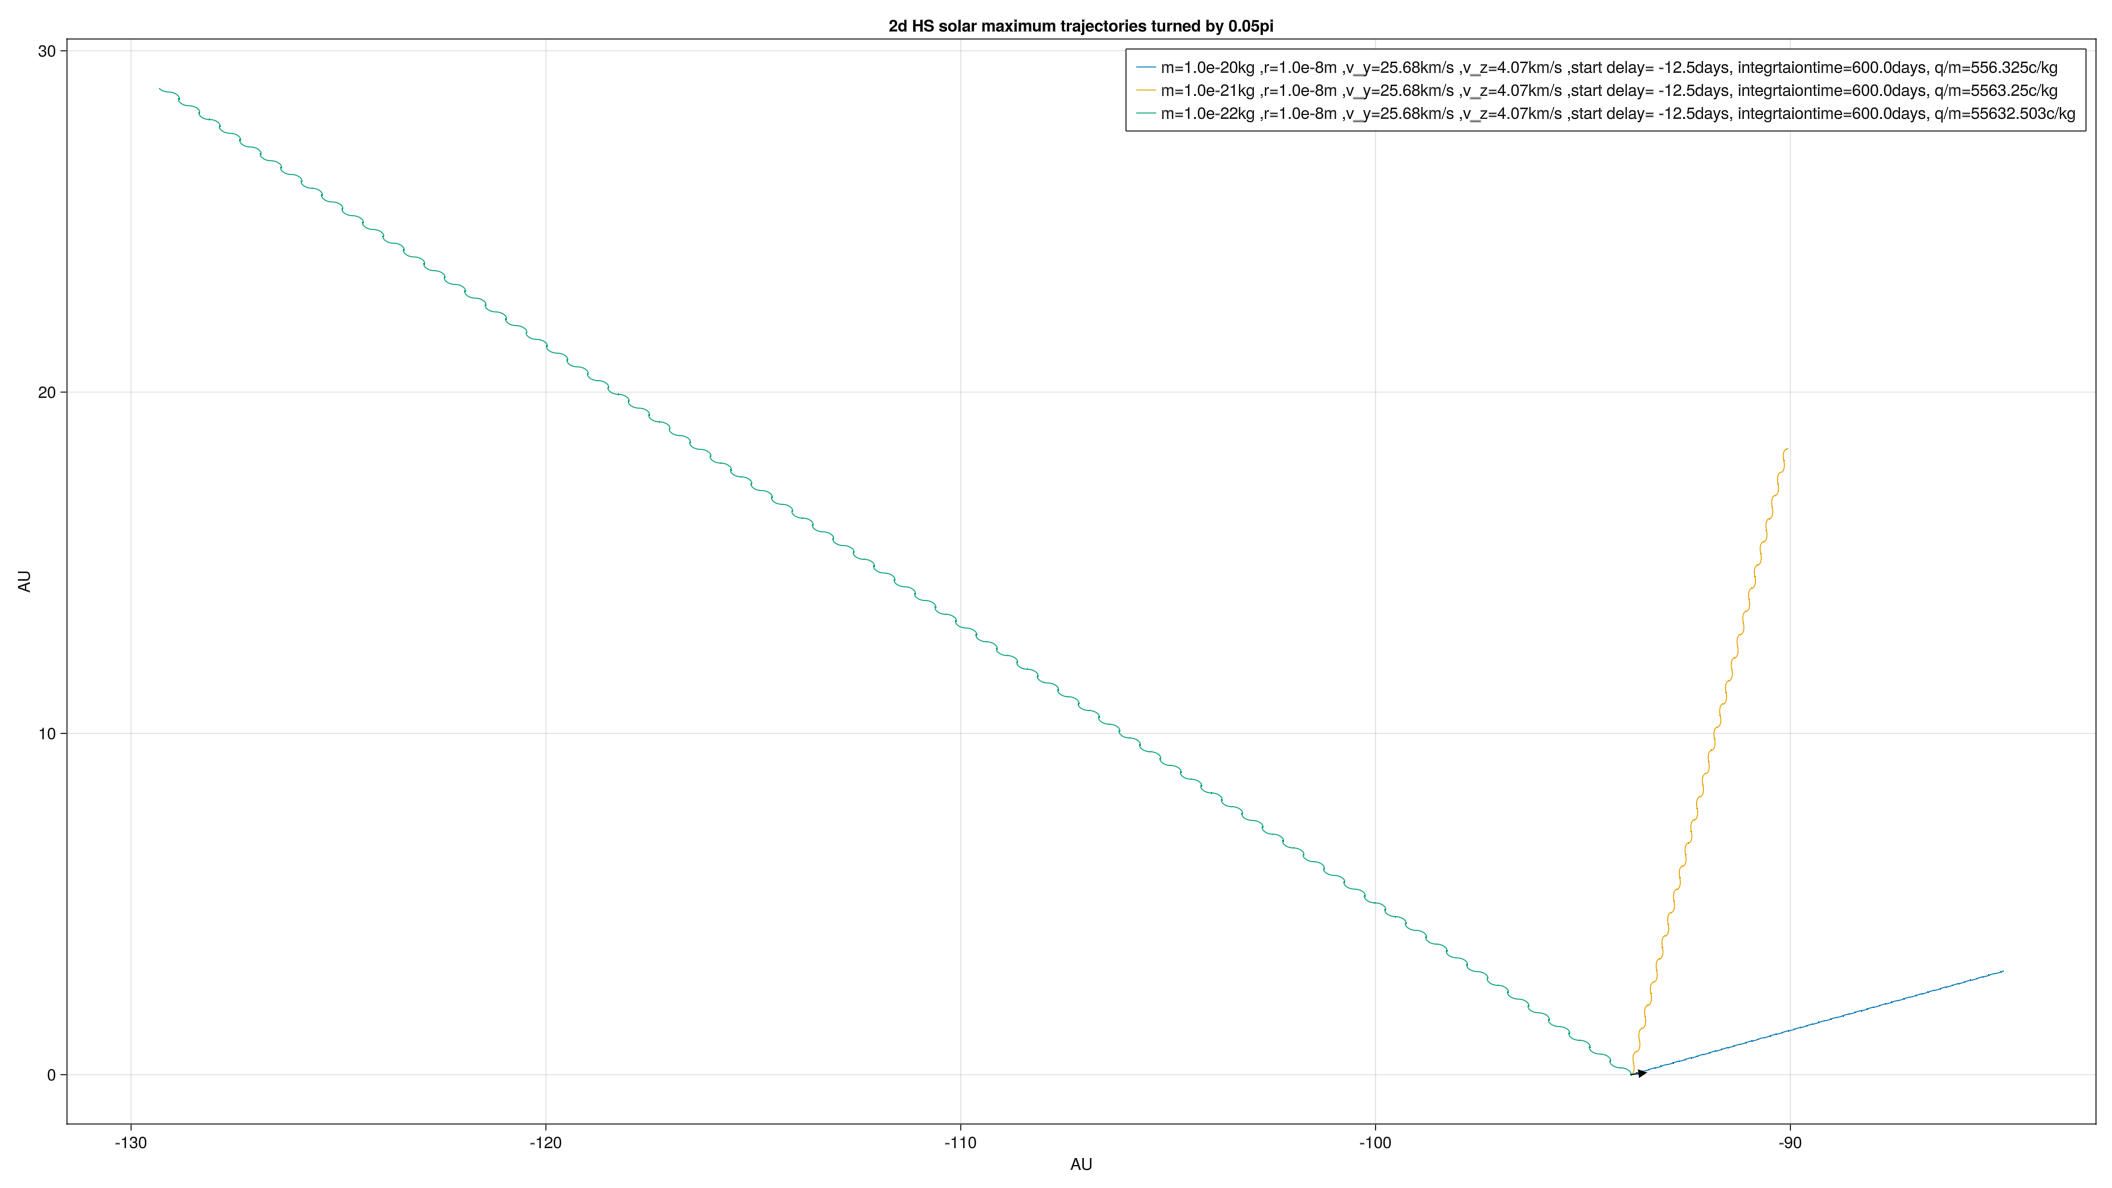 2d HS solar maximum trajectories turned by 0.05pi
m=1.0e-20kg ,r=1.0e-8m ,v_y=25.68km/s ,v_z=4.07km/s ,start delay= -12.5days, integrtaiontime=600.0days, q/m=556.325c/kg
m=1.0e-21kg ,r=1.0e-8m ,v_y=25.68km/s ,v_z=4.07km/s ,start delay= -12.5days, integrtaiontime=600.0days, q/m=5563.25c/kg
m=1.0e-22kg ,r=1.0e-8m ,v_y=25.68km/s ,v_z=4.07km/s ,start delay= -12.5days, integrtaiontime=600.0days, q/m=55632.503c/kg
30
20
10
0
AU
-130 -120 -110 -100 -90
AU